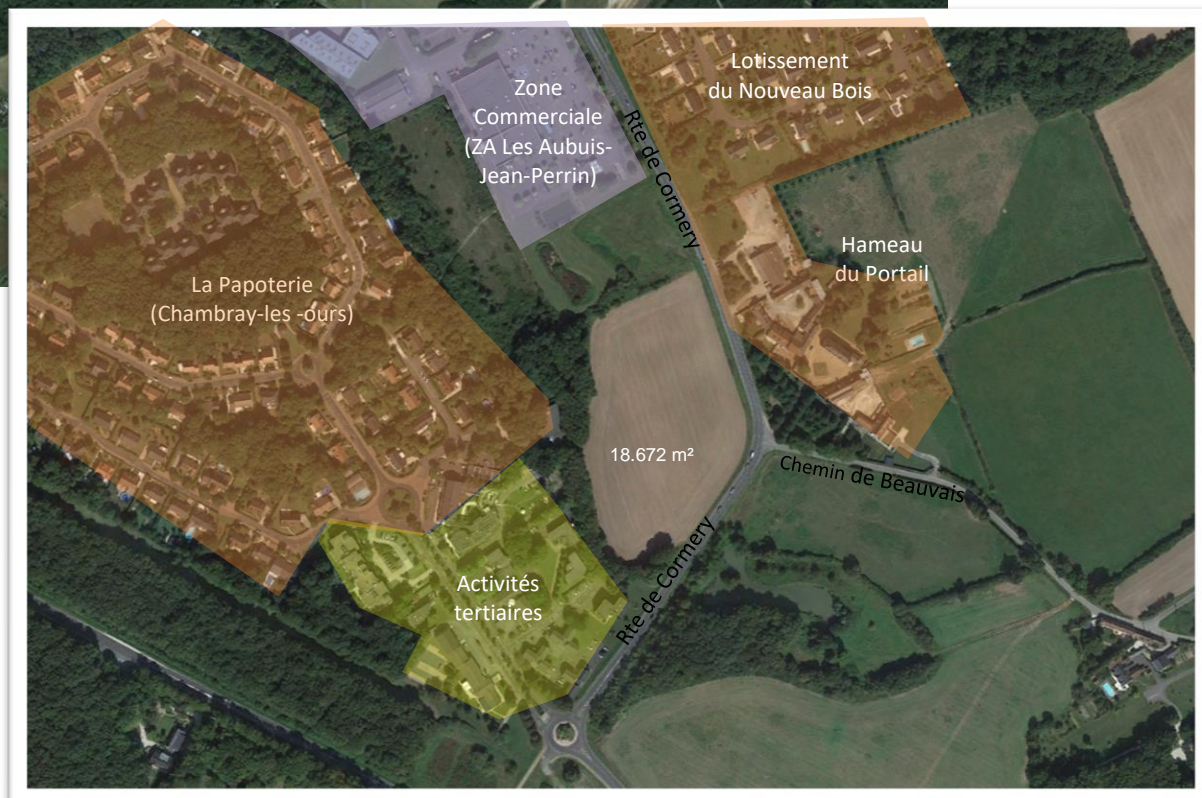 Lotissement
du Nouveau Bois
Zone
Commerciale
(ZA Les Aubuis-
Jean-Perrin)
Rte de Cormery
Hameau
du Portail
La Papoterie
(Chambray-les -ours)
18.672 m²
Chemin de Beauvais
Activités
tertiaires
Rte de Cormery